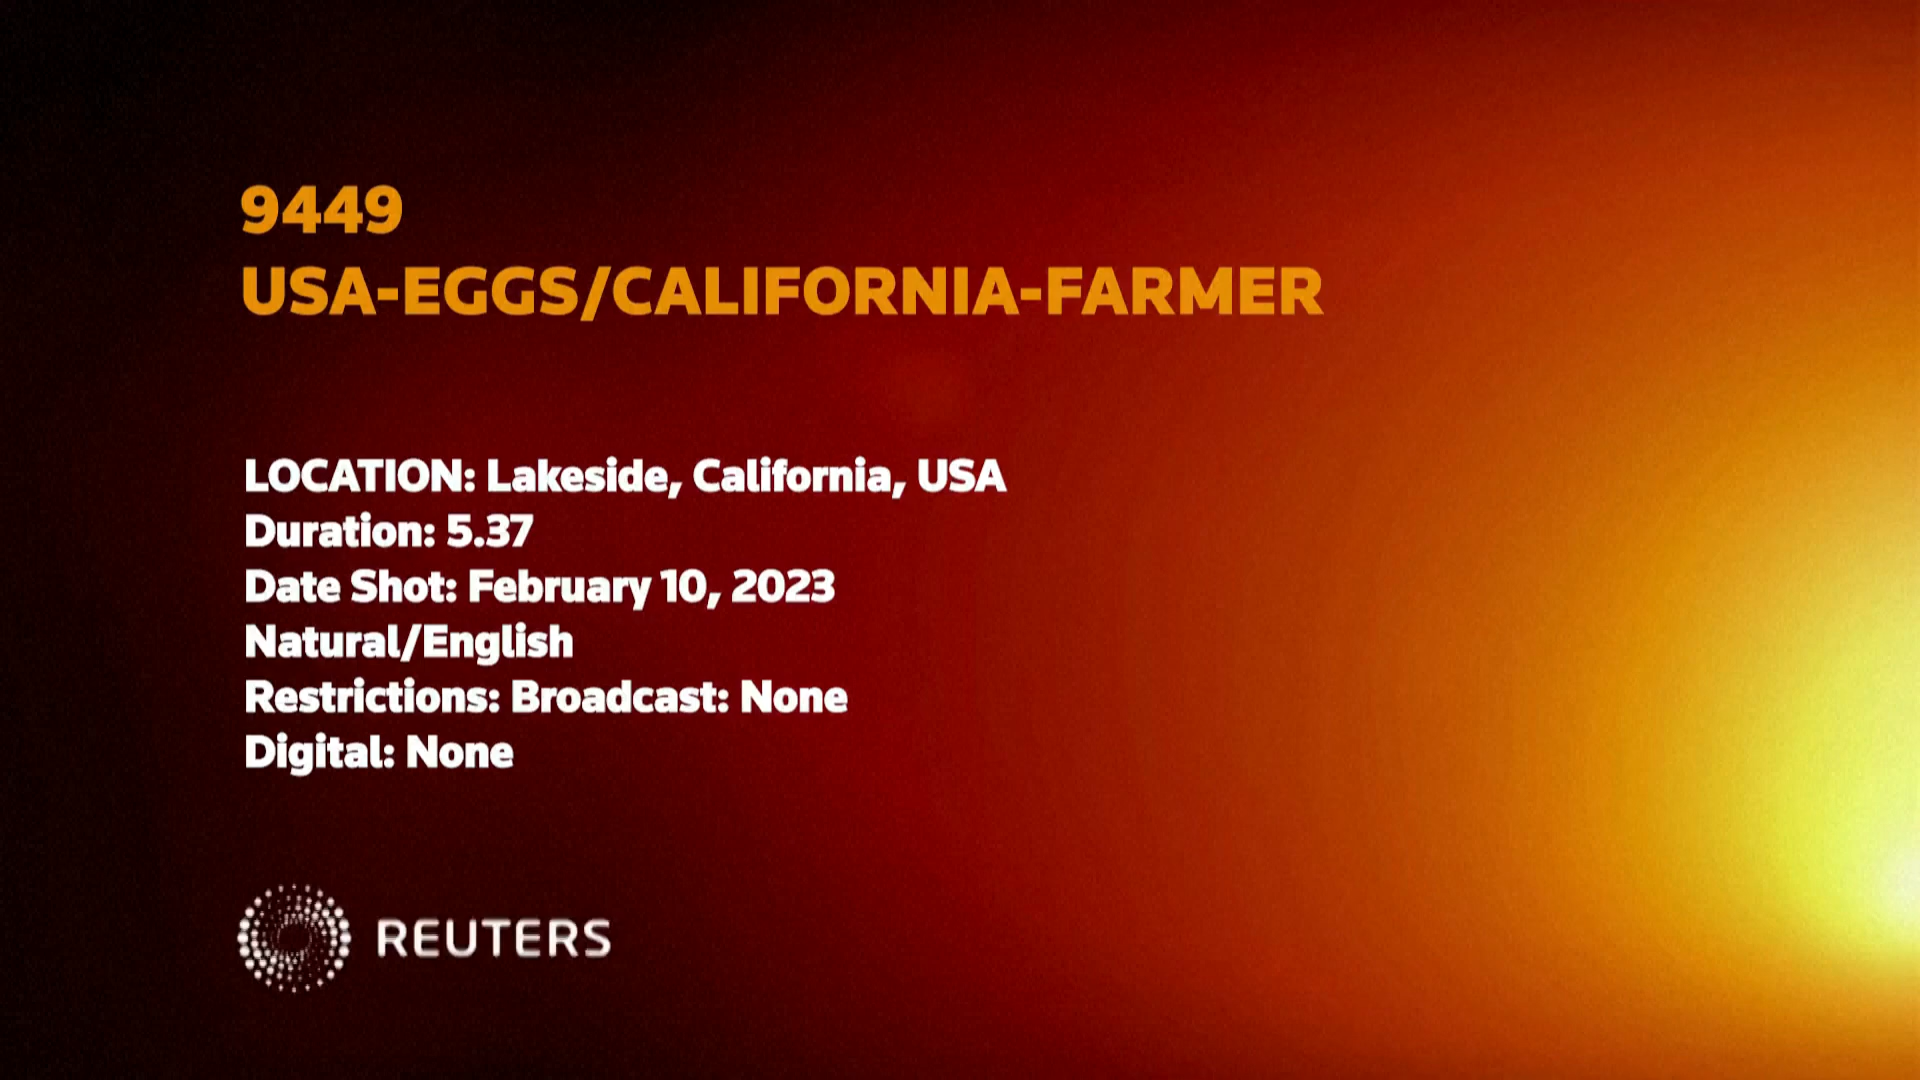 9449
USA-EGGS/CALIFORNIA-FARMER
LOCATION: Lakeside, California, USA
Duration: 5.37
Date Shot: February 10, 2023
Natural/English
Restrictions: Broadcast: None
Digital: None
REUTERS